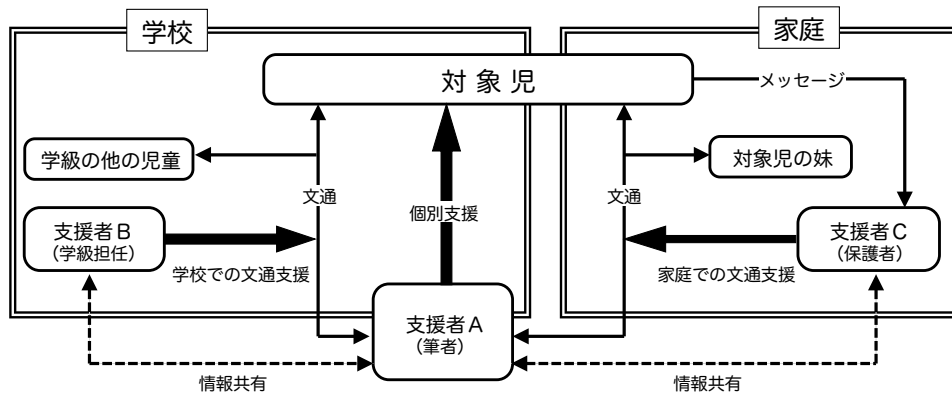 学校
家庭
対象児
メッセージ
学級の他の児童
対象児の妹
文通
個別支援
文通
支援者B
(学級担任)
支援者C
(保護者)
学校での文通支援
家庭での文通支援
支援者A
(筆者)
情報共有
情報共有